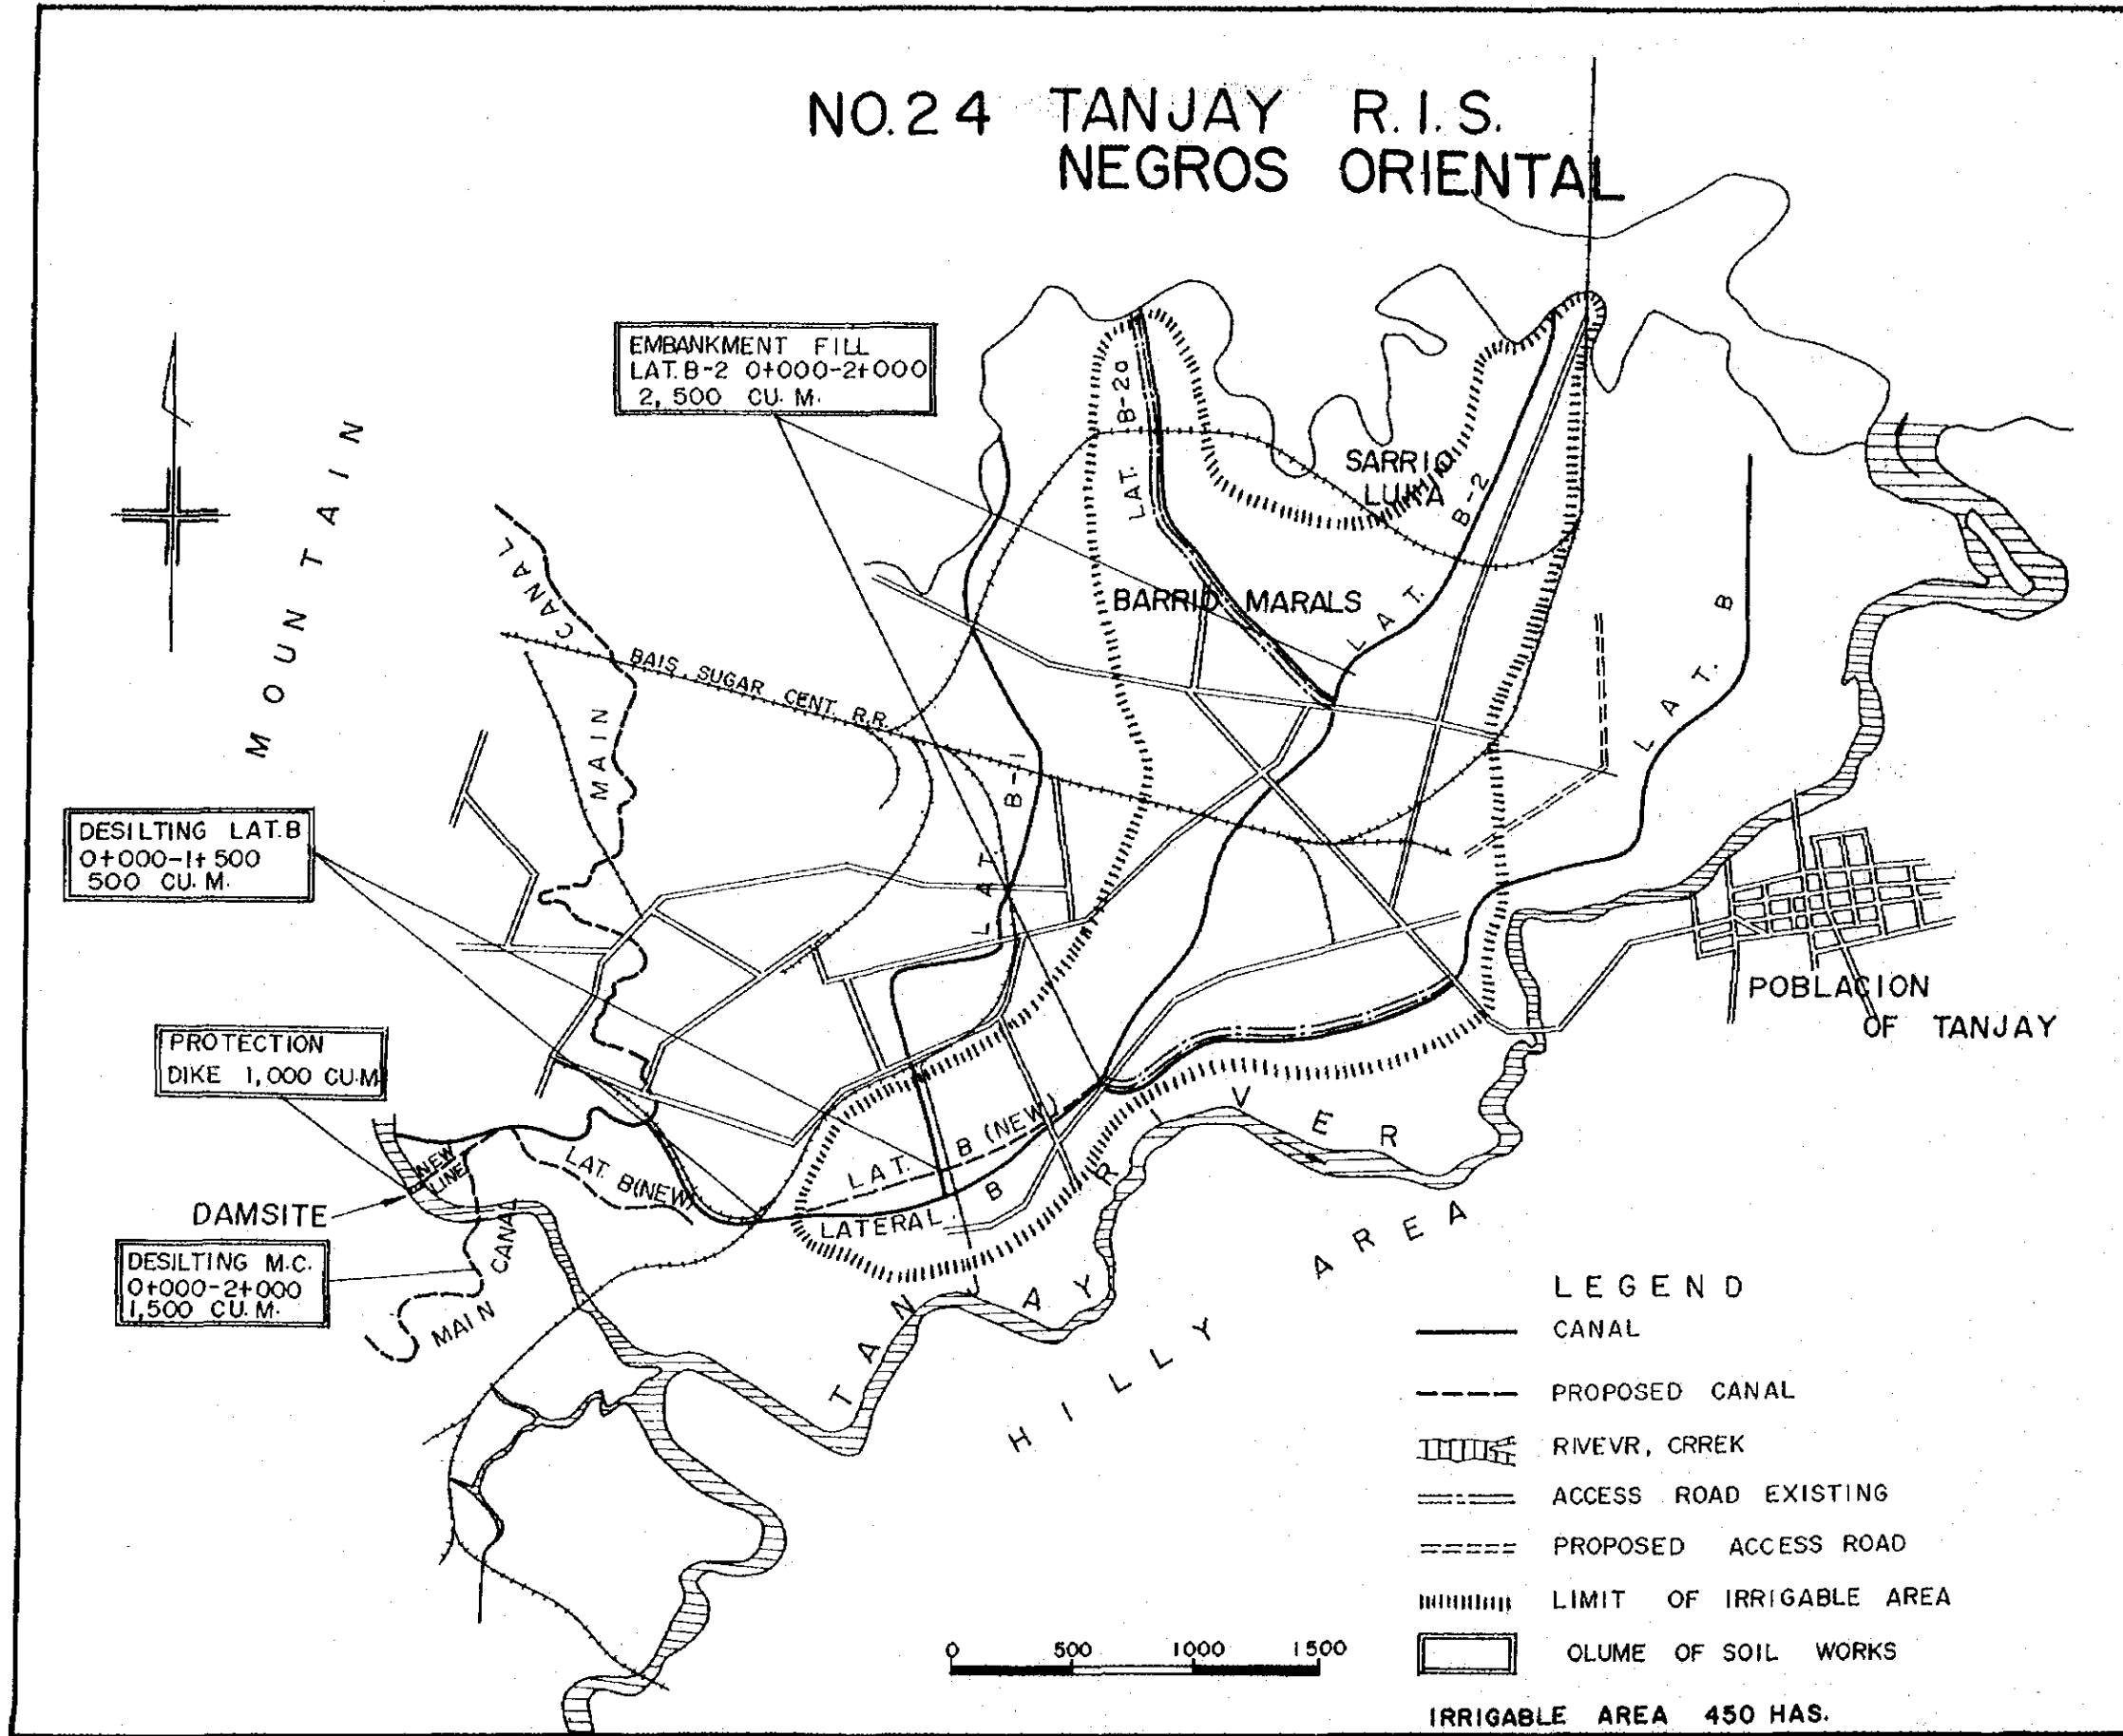 NO.24 TANJAY R.I.S.
NEGROS ORIENTAL
EMBANKMENT FILL
LAT.B-2 0+000-2+000
2,500 CU.M.
MOUNTAIN
CANAL
MAIN
BAIS SUGAR CENT. R.R.
LAT. B-2a
SARRIO
LUKA
LAT. B-2
BARRID MARALS
LAT. B
LAT. B-1
DESILTING LAT.B
0+000-1+500
500 CU.M.
POBLACION
OF TANJAY
PROTECTION
DIKE 1,000 CU.M
NEW
LINE
LAT. B(NEW)
LAT. B (NEW)
LATERAL B
DAMSITE
DESILTING M.C.
0+000-2+000
1,500 CU.M.
MAIN CANAL
TANJAY RIVER
HILLY AREA
LEGEND
CANAL
PROPOSED CANAL
RIVEVR, CRREK
ACCESS ROAD EXISTING
PROPOSED ACCESS ROAD
LIMIT OF IRRIGABLE AREA
OLUME OF SOIL WORKS
0 500 1000 1500
IRRIGABLE AREA 450 HAS.